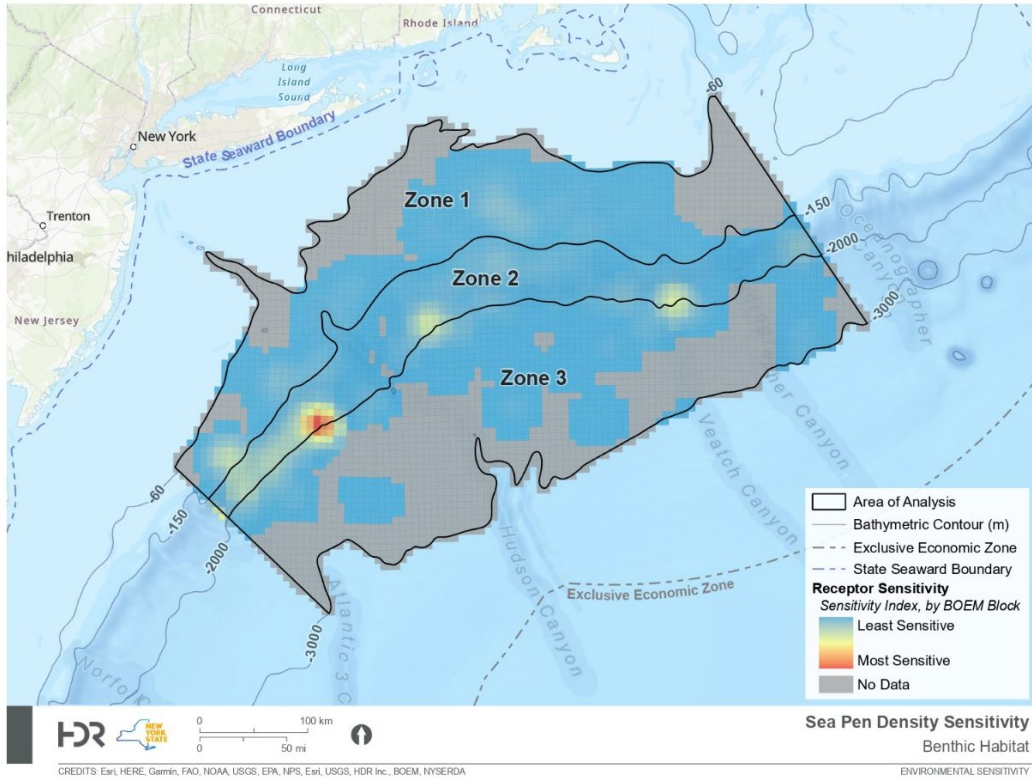 Connecticut
Rhode Island
Long
Island
Sound
New York
State Seaward Boundary
Trenton
hiladelphia
New Jersey
-60
-150
-2000
-3000
Oceanographer
Canyon
Zone 1
Zone 2
Zone 3
Veatch Canyon
Hudson Canyon
Atlantic 3 C
Norfolk C
-60
-150
-2000
-3000
Exclusive Economic Zone
Area of Analysis
Bathymetric Contour (m)
Exclusive Economic Zone
State Seaward Boundary
Receptor Sensitivity
Sensitivity Index, by BOEM Block
Least Sensitive
Most Sensitive
No Data
HDR
NEW
YORK
STATE
0 100 km
0 50 mi
Sea Pen Density Sensitivity
Benthic Habitat
CREDITS: Esri, HERE, Garmin, FAO, NOAA, USGS, EPA, NPS, Esri, USGS, HDR Inc., BOEM, NYSERDA
ENVIRONMENTAL SENSITIVITY